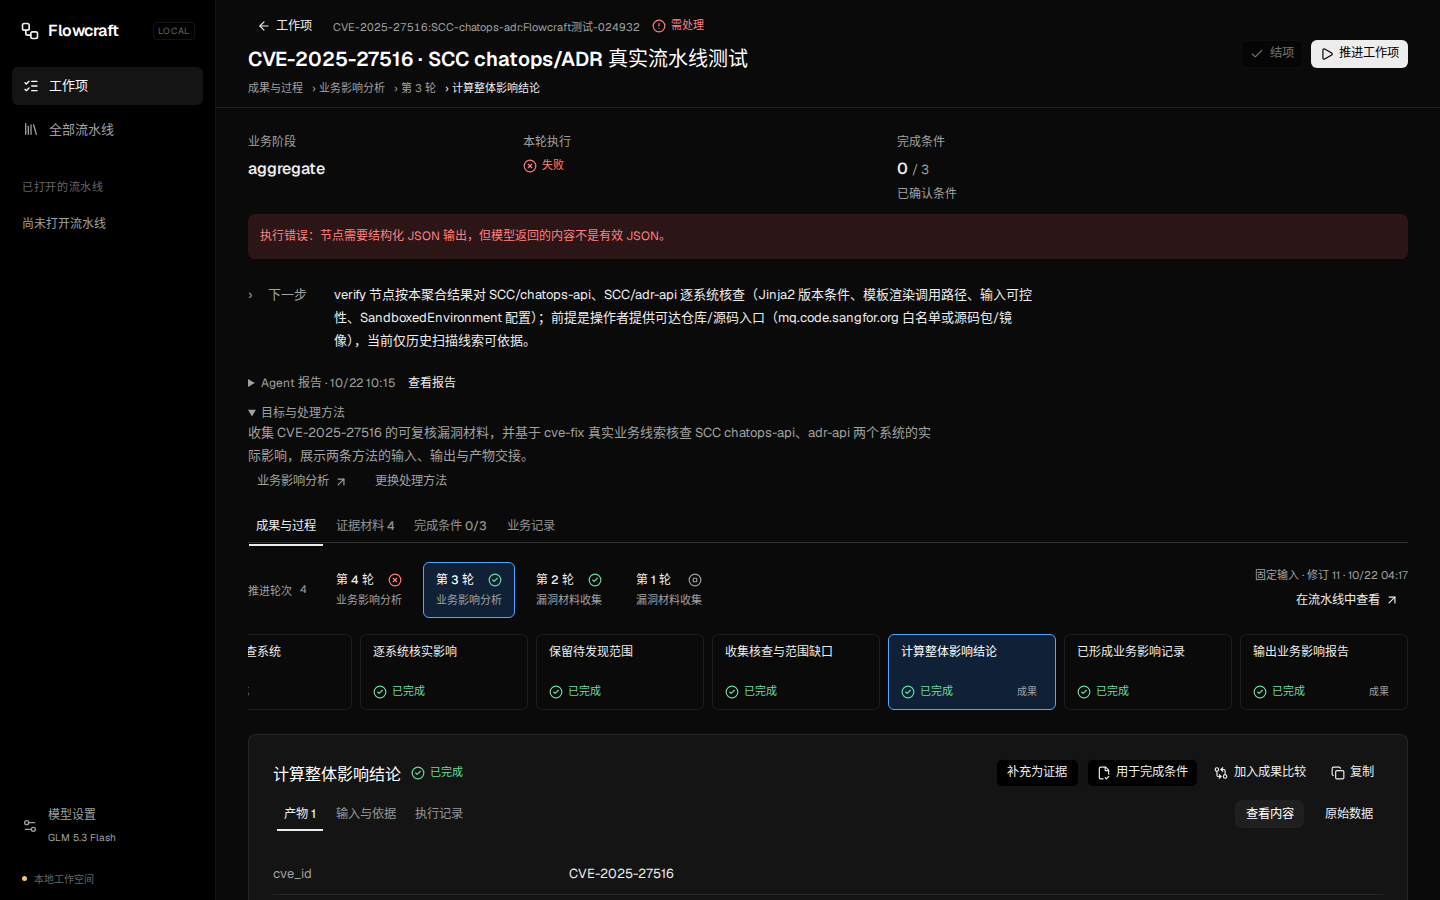 Flowcraft
LOCAL
工作项
全部流水线
已打开的流水线
尚未打开流水线
模型设置
GLM 5.3 Flash
本地工作空间
工作项
CVE-2025-27516:SCC-chatops-adr:Flowcraft测试-024932
需处理
CVE-2025-27516 · SCC chatops/ADR 真实流水线测试
成果与过程 › 业务影响分析 › 第 3 轮 › 计算整体影响结论
结项
推进工作项
业务阶段
aggregate
本轮执行
失败
完成条件
0 / 3
已确认条件
执行错误：节点需要结构化 JSON 输出，但模型返回的内容不是有效 JSON。
› 下一步
verify 节点按本聚合结果对 SCC/chatops-api、SCC/adr-api 逐系统核查（Jinja2 版本条件、模板渲染调用路径、输入可控
性、SandboxedEnvironment 配置）；前提是操作者提供可达仓库/源码入口（mq.code.sangfor.org 白名单或源码包/镜
像），当前仅历史扫描线索可依据。
Agent 报告 · 10/22 10:15 查看报告
目标与处理方法
收集 CVE-2025-27516 的可复核漏洞材料，并基于 cve-fix 真实业务线索核查 SCC chatops-api、adr-api 两个系统的实
际影响，展示两条方法的输入、输出与产物交接。
业务影响分析 更换处理方法
成果与过程 证据材料 4 完成条件 0/3 业务记录
推进轮次 4
第 4 轮
业务影响分析
第 3 轮
业务影响分析
第 2 轮
漏洞材料收集
第 1 轮
漏洞材料收集
固定输入 · 修订 11 · 10/22 04:17
在流水线中查看
查系统
逐系统核实影响
已完成
保留待发现范围
已完成
收集核查与范围缺口
已完成
计算整体影响结论
已完成 成果
已形成业务影响记录
已完成
输出业务影响报告
已完成 成果
计算整体影响结论 已完成
补充为证据 用于完成条件 加入成果比较 复制
产物 1 输入与依据 执行记录
查看内容 原始数据
cve_id CVE-2025-27516